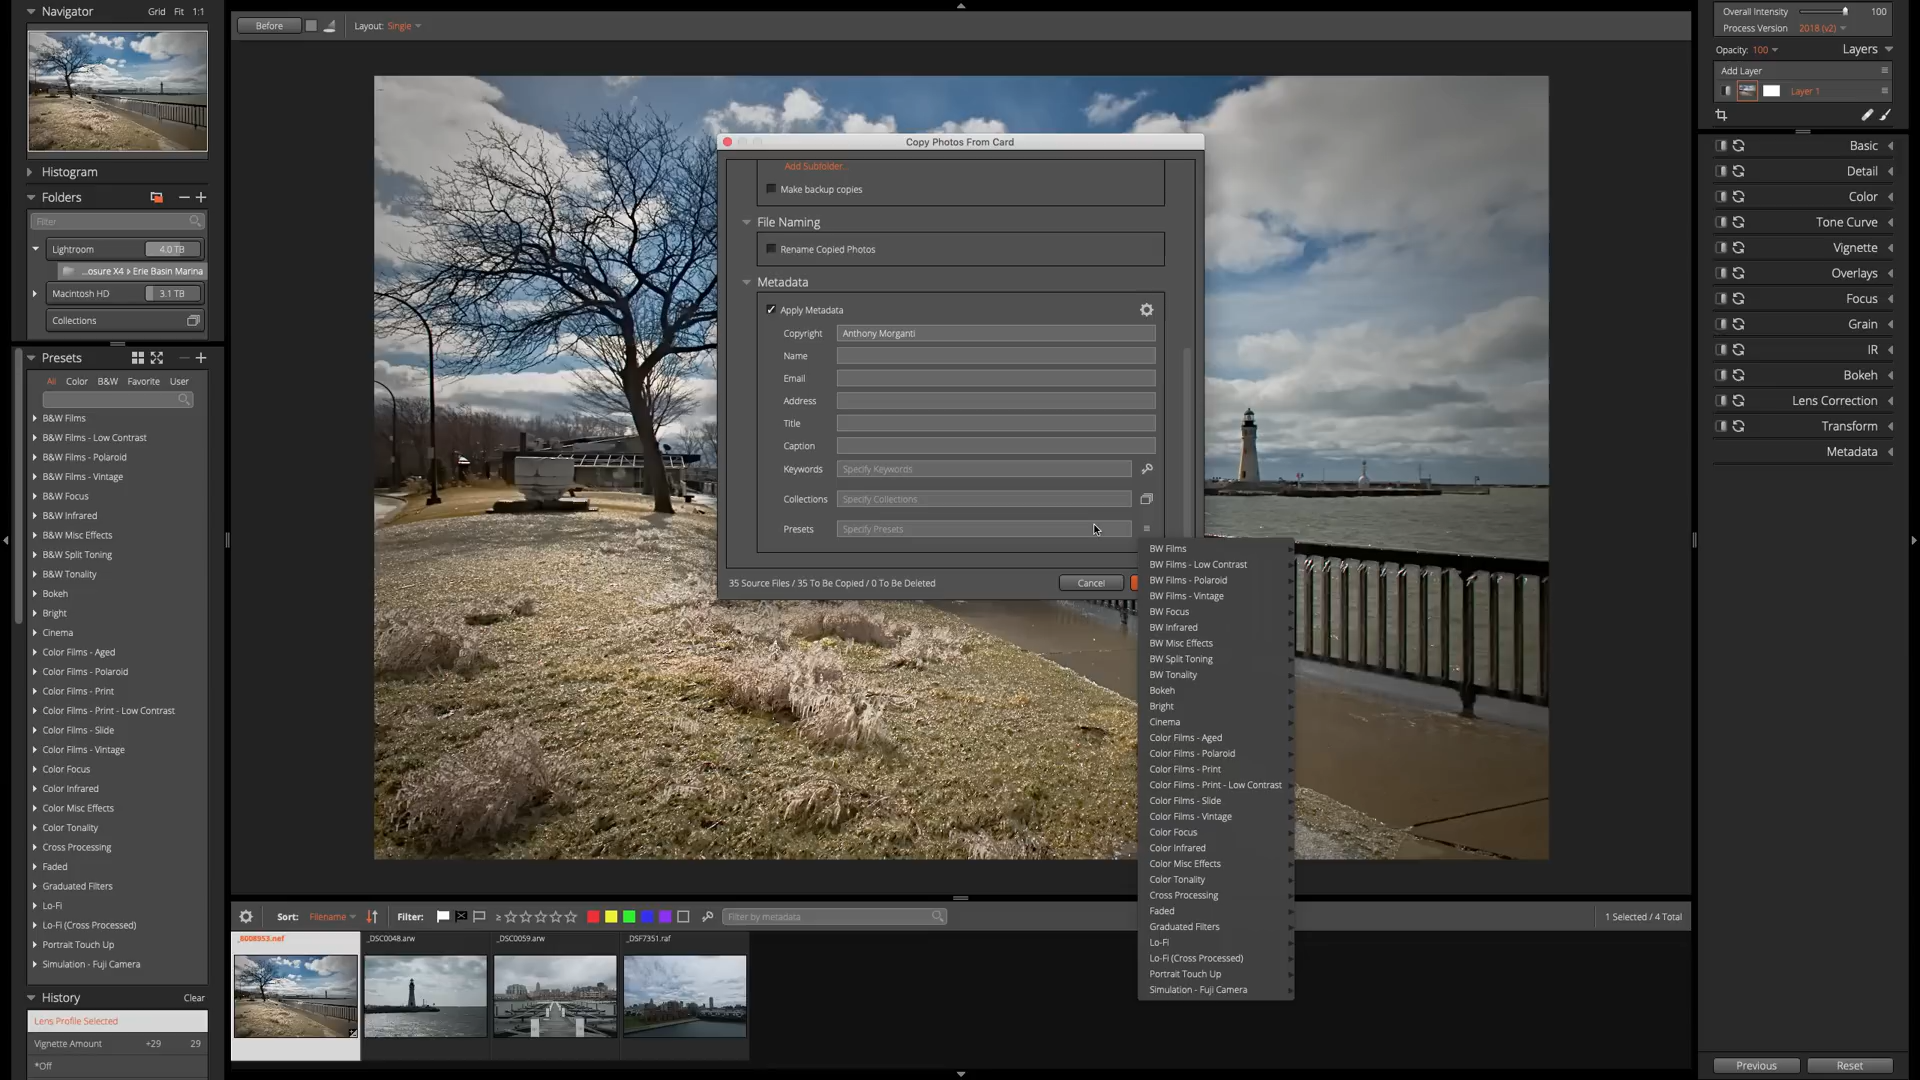 Navigator
Grid Fit 1:1
Histogram
Folders
Filter
Lightroom 4.0 TB
...osure X4 ▸ Erie Basin Marina
Macintosh HD 3.1 TB
Collections
Presets
All Color B&W Favorite User
B&W Films
B&W Films - Low Contrast
B&W Films - Polaroid
B&W Films - Vintage
B&W Focus
B&W Infrared
B&W Misc Effects
B&W Split Toning
B&W Tonality
Bokeh
Bright
Cinema
Color Films - Aged
Color Films - Polaroid
Color Films - Print
Color Films - Print - Low Contrast
Color Films - Slide
Color Films - Vintage
Color Focus
Color Infrared
Color Misc Effects
Color Tonality
Cross Processing
Faded
Graduated Filters
Lo-Fi
Lo-Fi (Cross Processed)
Portrait Touch Up
Simulation - Fuji Camera
History Clear
Lens Profile Selected
Vignette Amount +29 29
*Off
Before Layout: Single
Copy Photos From Card
Add Subfolder...
Make backup copies
File Naming
Rename Copied Photos
Metadata
Apply Metadata
Copyright Anthony Morganti
Name
Email
Address
Title
Caption
Keywords Specify Keywords
Collections Specify Collections
Presets Specify Presets
35 Source Files / 35 To Be Copied / 0 To Be Deleted Cancel
BW Films
BW Films - Low Contrast
BW Films - Polaroid
BW Films - Vintage
BW Focus
BW Infrared
BW Misc Effects
BW Split Toning
BW Tonality
Bokeh
Bright
Cinema
Color Films - Aged
Color Films - Polaroid
Color Films - Print
Color Films - Print - Low Contrast
Color Films - Slide
Color Films - Vintage
Color Focus
Color Infrared
Color Misc Effects
Color Tonality
Cross Processing
Faded
Graduated Filters
Lo-Fi
Lo-Fi (Cross Processed)
Portrait Touch Up
Simulation - Fuji Camera
Sort: Filename Filter: ≥ Filter by metadata 1 Selected / 4 Total
_DSC0048.arw _DSC0059.arw _DSF7351.raf
Overall Intensity 100
Process Version 2018 (v2)
Opacity: 100 Layers
Add Layer
Layer 1
Basic
Detail
Color
Tone Curve
Vignette
Overlays
Focus
Grain
IR
Bokeh
Lens Correction
Transform
Metadata
Previous Reset